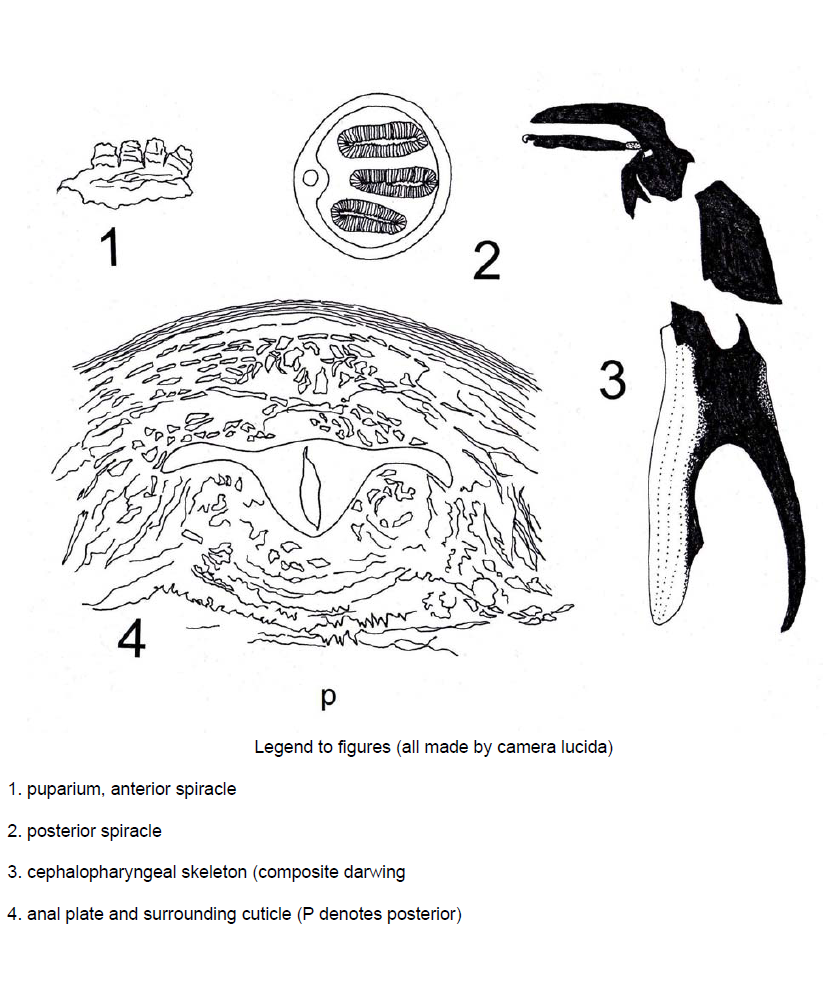 1
2
3
4
p
Legend to figures (all made by camera lucida)
1. puparium, anterior spiracle
2. posterior spiracle
3. cephalopharyngeal skeleton (composite darwing
4. anal plate and surrounding cuticle (P denotes posterior)